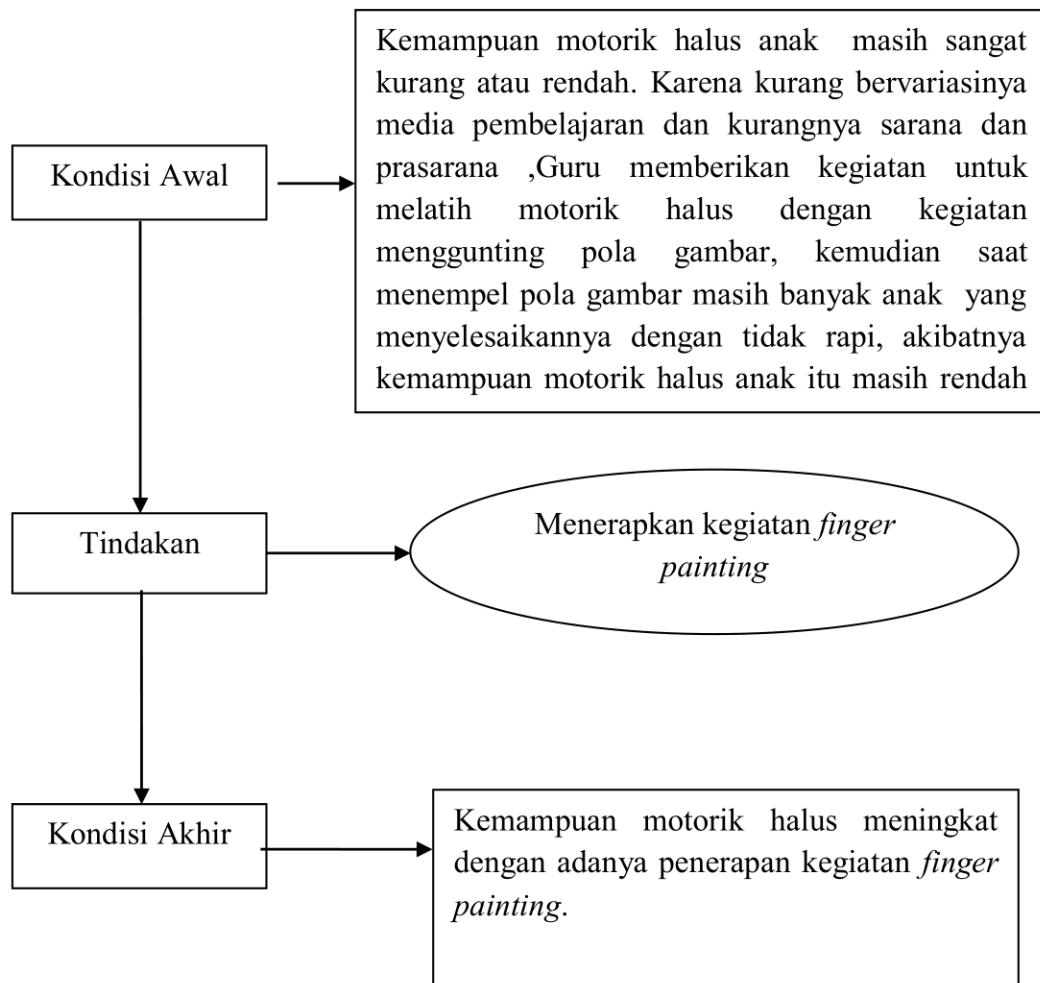 Kemampuan motorik halus anak masih sangat
kurang atau rendah. Karena kurang bervariasinya
media pembelajaran dan kurangnya sarana dan
prasarana ,Guru memberikan kegiatan untuk
melatih motorik halus dengan kegiatan
menggunting pola gambar, kemudian saat
menempel pola gambar masih banyak anak yang
menyelesaikannya dengan tidak rapi, akibatnya
kemampuan motorik halus anak itu masih rendah
Kondisi Awal
Tindakan
Menerapkan kegiatan finger
painting
Kondisi Akhir
Kemampuan motorik halus meningkat
dengan adanya penerapan kegiatan finger
painting.